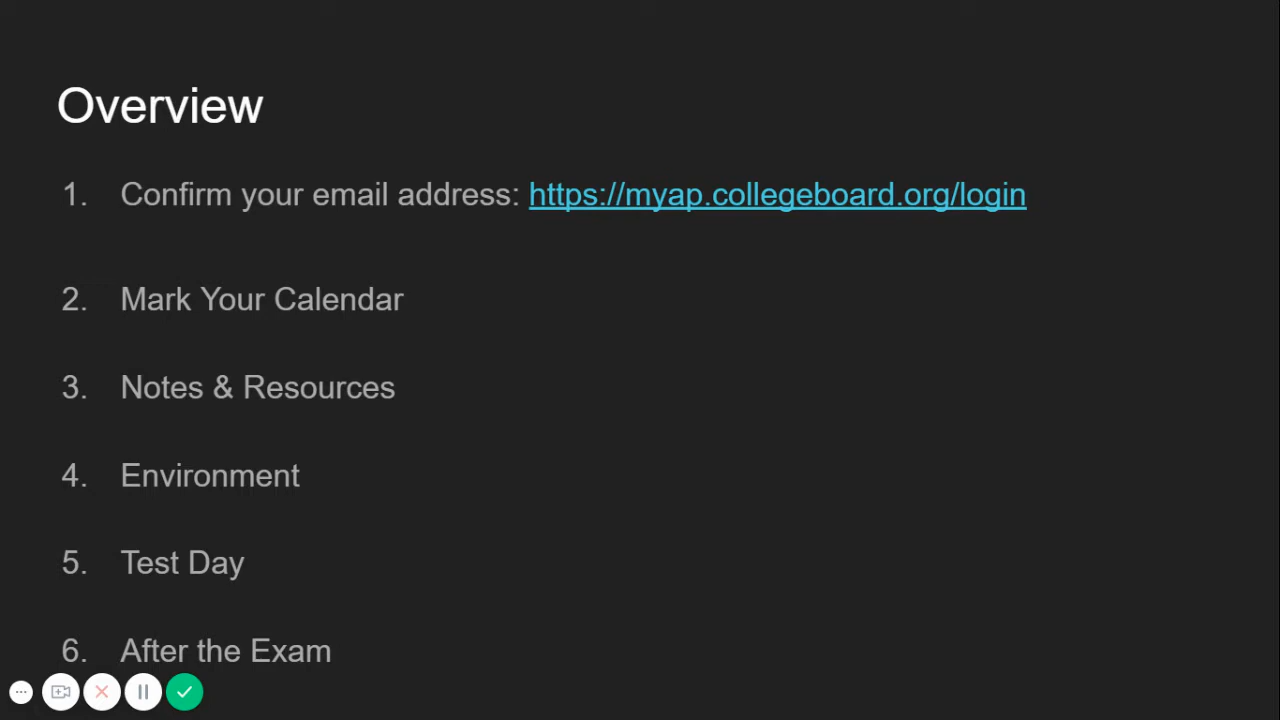 Overview
1. Confirm your email address: https://myap.collegeboard.org/login
2. Mark Your Calendar
3. Notes & Resources
4. Environment
5. Test Day
6. After the Exam